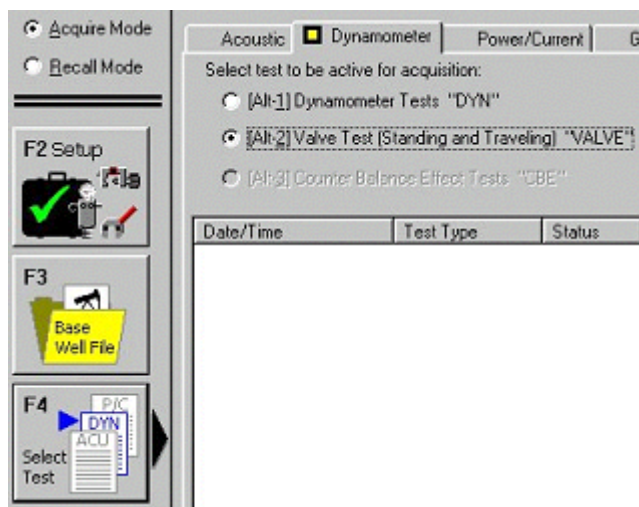 Acquire Mode
Recall Mode
F2 Setup
F3
Base
Well File
F4
P/C
DYN
ACU
Select
Test
Acoustic Dynamometer Power/Current G
Select test to be active for acquisition:
[Alt-1] Dynamometer Tests "DYN"
[Alt-2] Valve Test (Standing and Traveling) "VALVE"
[Alt-3] Counter Balance Effect Tests "CBE"
Date/Time Test Type Status